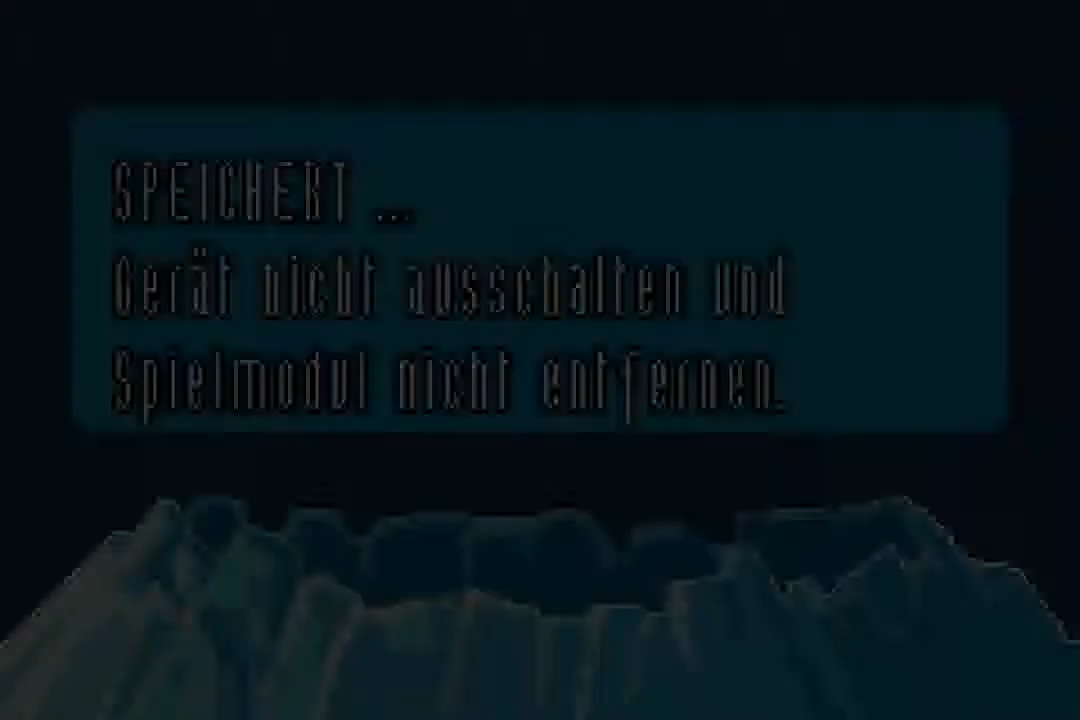 SPEICHERT ...
Gerät nicht ausschalten und
Spielmodul nicht entfernen.